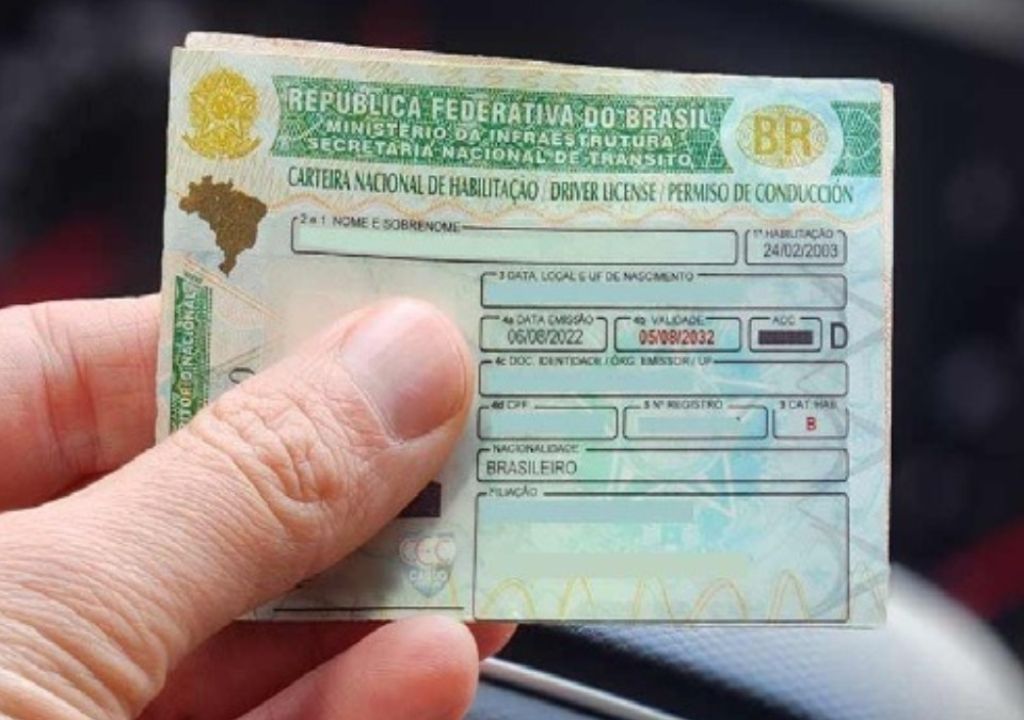 REPÚBLICA FEDERATIVA DO BRASIL
MINISTÉRIO DA INFRAESTRUTURA
SECRETARIA NACIONAL DE TRÂNSITO
BR
CARTEIRA NACIONAL DE HABILITAÇÃO / DRIVER LICENSE / PERMISO DE CONDUCCIÓN
2 e 1 NOME E SOBRENOME
1ª HABILITAÇÃO
24/02/2003
3 DATA, LOCAL E UF DE NASCIMENTO
4a DATA EMISSÃO
06/08/2022
4b VALIDADE
05/08/2032
ACC
D
4c DOC. IDENTIDADE / ÓRG. EMISSOR / UF
4d CPF
5 Nº REGISTRO
9 CAT. HAB.
B
NACIONALIDADE
BRASILEIRO
FILIAÇÃO
NACIONAL